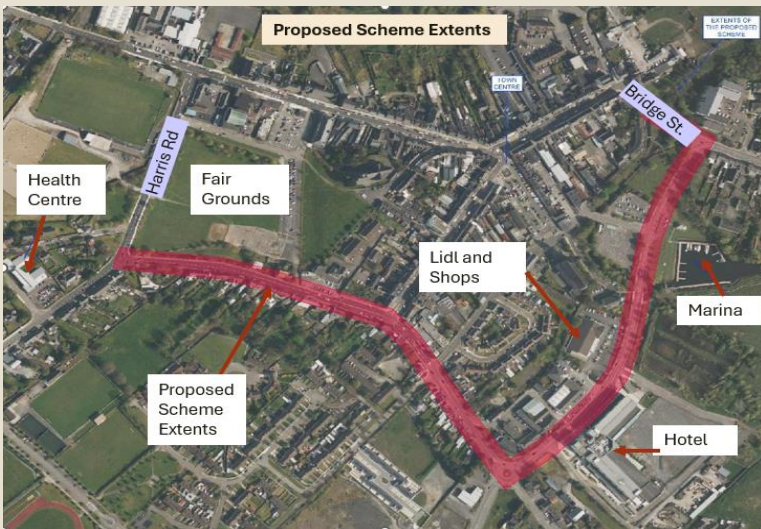 Proposed Scheme Extents
EXTENTS OF
THE PROPOSED
SCHEME
TOWN
CENTRE
Bridge St.
Harris Rd
Health
Centre
Fair
Grounds
Lidl and
Shops
Marina
Proposed
Scheme
Extents
Hotel